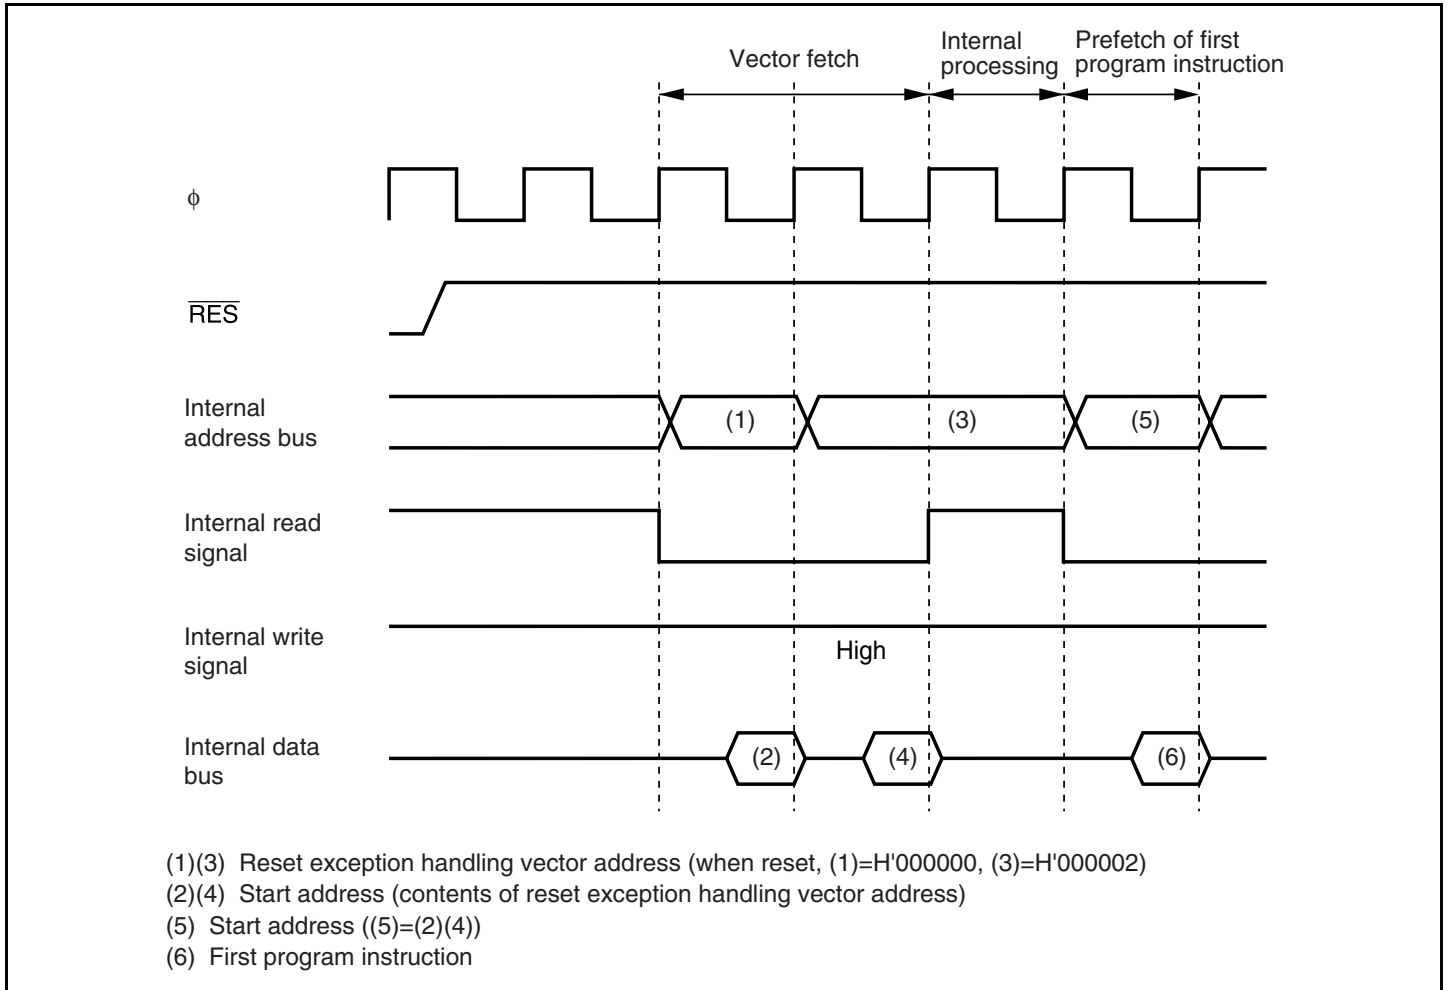 Vector fetch
Internal
processing
Prefetch of first
program instruction
ϕ
RES
Internal
address bus
(1)
(3)
(5)
Internal read
signal
Internal write
signal
High
Internal data
bus
(2)
(4)
(6)
(1)(3) Reset exception handling vector address (when reset, (1)=H'000000, (3)=H'000002)
(2)(4) Start address (contents of reset exception handling vector address)
(5) Start address ((5)=(2)(4))
(6) First program instruction